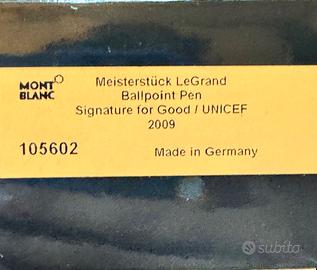 MONT
BLANC
Meisterstück LeGrand
Ballpoint Pen
Signature for Good / UNICEF
2009
105602
Made in Germany
subito